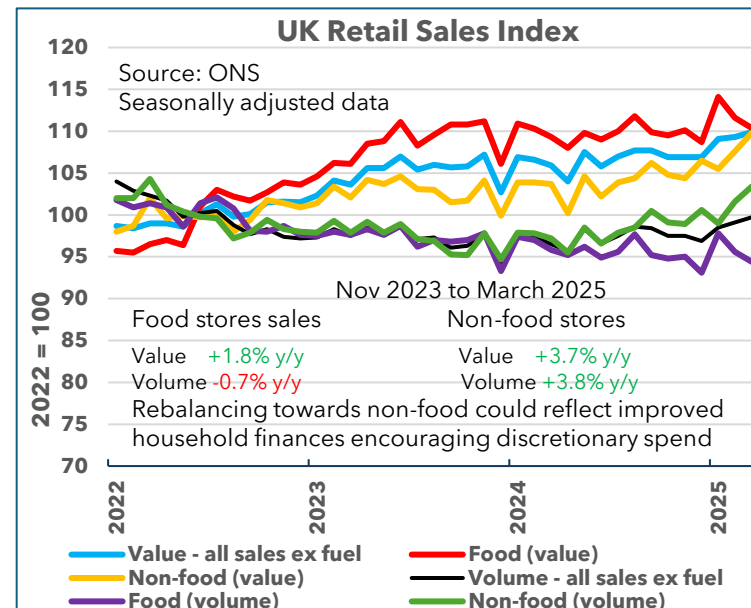 UK Retail Sales Index
120
115
110
105
100
95
90
85
80
75
70
2022 = 100
Source: ONS
Seasonally adjusted data
Nov 2023 to March 2025
Food stores sales Non-food stores
Value +1.8% y/y Value +3.7% y/y
Volume -0.7% y/y Volume +3.8% y/y
Rebalancing towards non-food could reflect improved
household finances encouraging discretionary spend
2022 2023 2024 2025
Value - all sales ex fuel Food (value)
Non-food (value) Volume - all sales ex fuel
Food (volume) Non-food (volume)